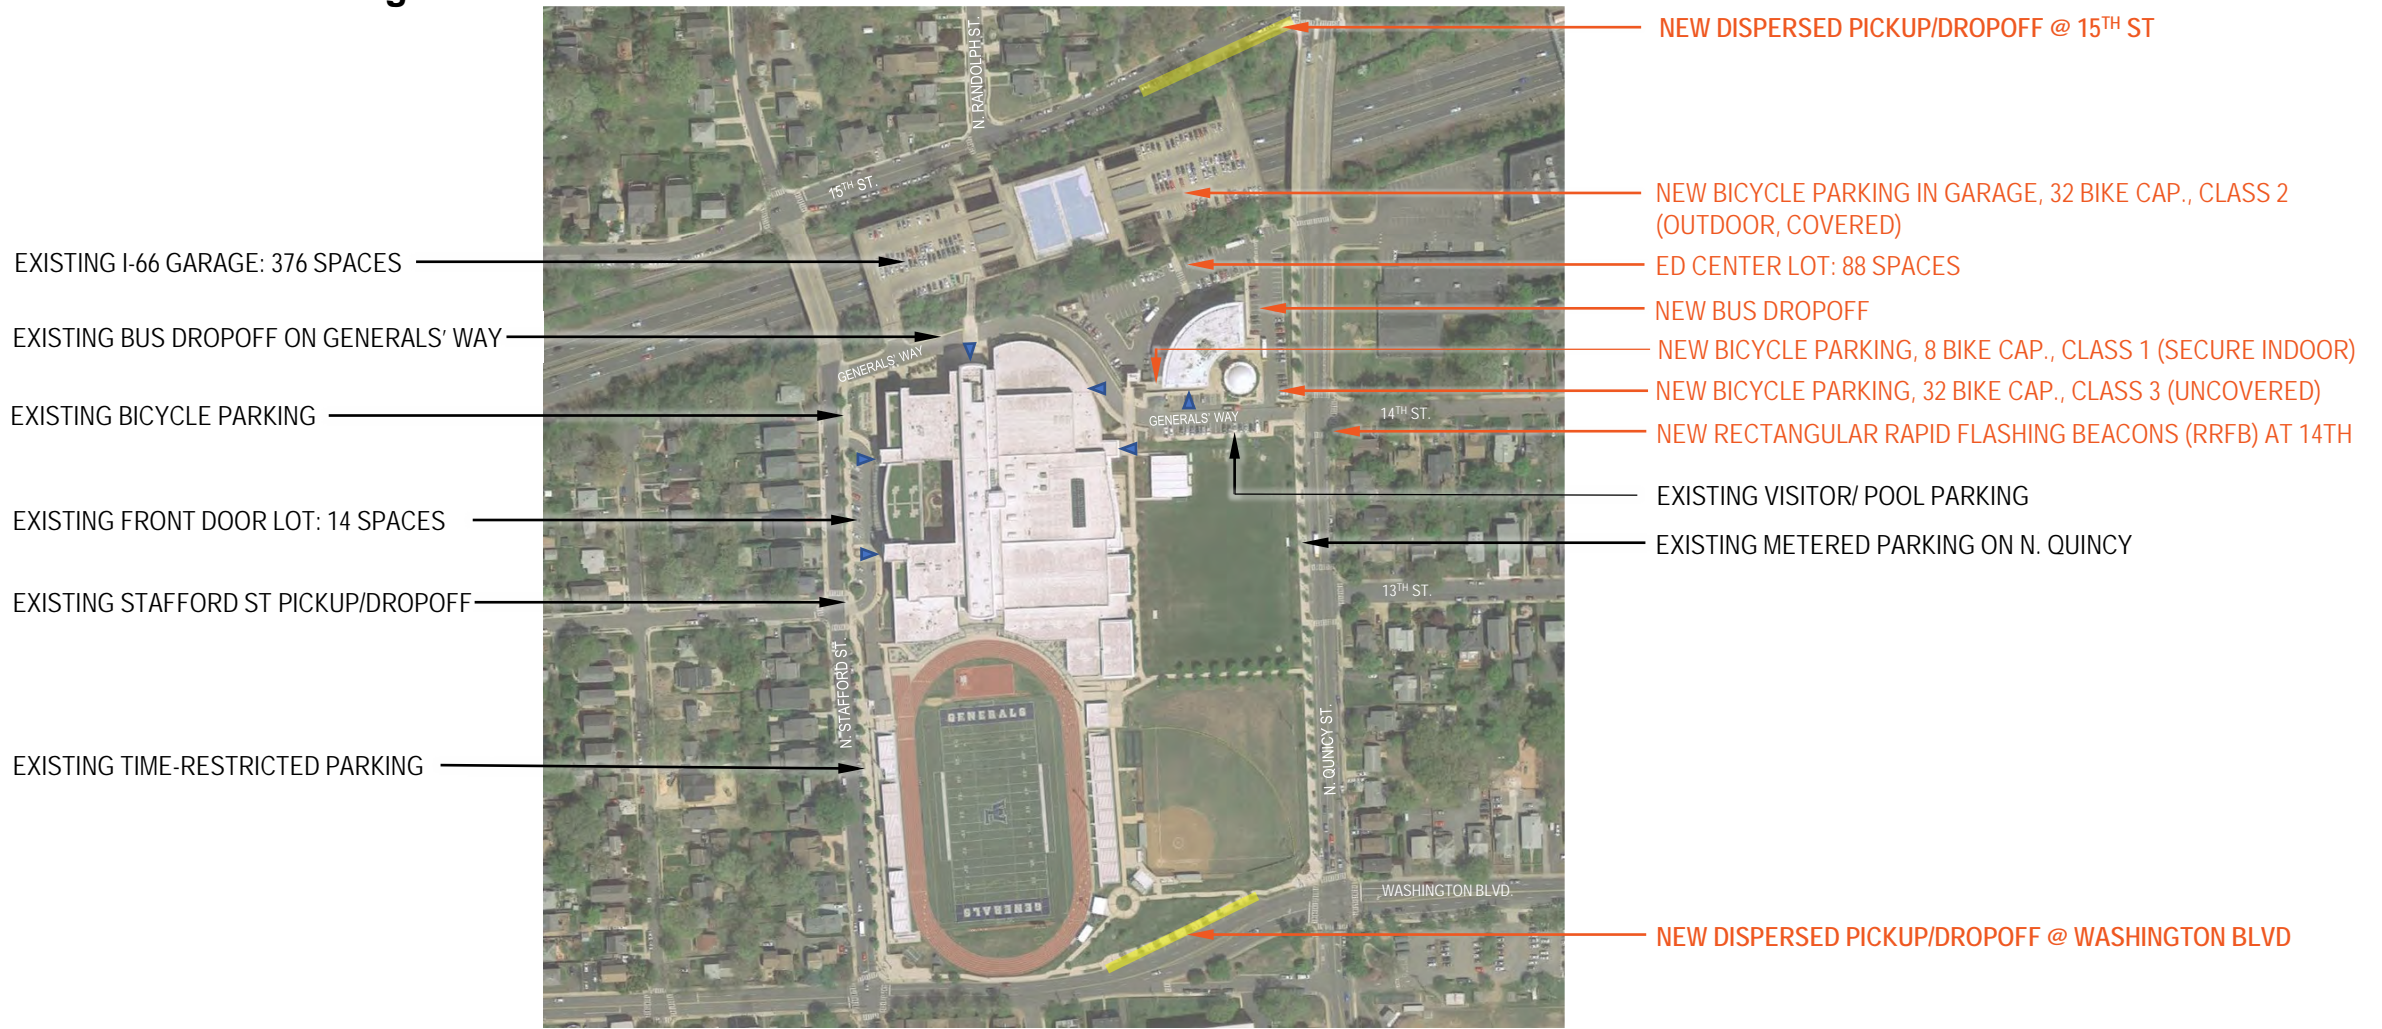 NEW DISPERSED PICKUP/DROPOFF @ 15TH ST
NEW BICYCLE PARKING IN GARAGE, 32 BIKE CAP., CLASS 2
(OUTDOOR, COVERED)
ED CENTER LOT: 88 SPACES
NEW BUS DROPOFF
NEW BICYCLE PARKING, 8 BIKE CAP., CLASS 1 (SECURE INDOOR)
NEW BICYCLE PARKING, 32 BIKE CAP., CLASS 3 (UNCOVERED)
NEW RECTANGULAR RAPID FLASHING BEACONS (RRFB) AT 14TH
EXISTING VISITOR/ POOL PARKING
EXISTING METERED PARKING ON N. QUINCY
NEW DISPERSED PICKUP/DROPOFF @ WASHINGTON BLVD
EXISTING I-66 GARAGE: 376 SPACES
EXISTING BUS DROPOFF ON GENERALS' WAY
EXISTING BICYCLE PARKING
EXISTING FRONT DOOR LOT: 14 SPACES
EXISTING STAFFORD ST PICKUP/DROPOFF
EXISTING TIME-RESTRICTED PARKING
N. RANDOLPH ST.
15TH ST.
GENERALS' WAY
GENERALS' WAY
14TH ST.
13TH ST.
N. STAFFORD ST.
N. QUNICY ST.
WASHINGTON BLVD.
GENERALS
GENERALS